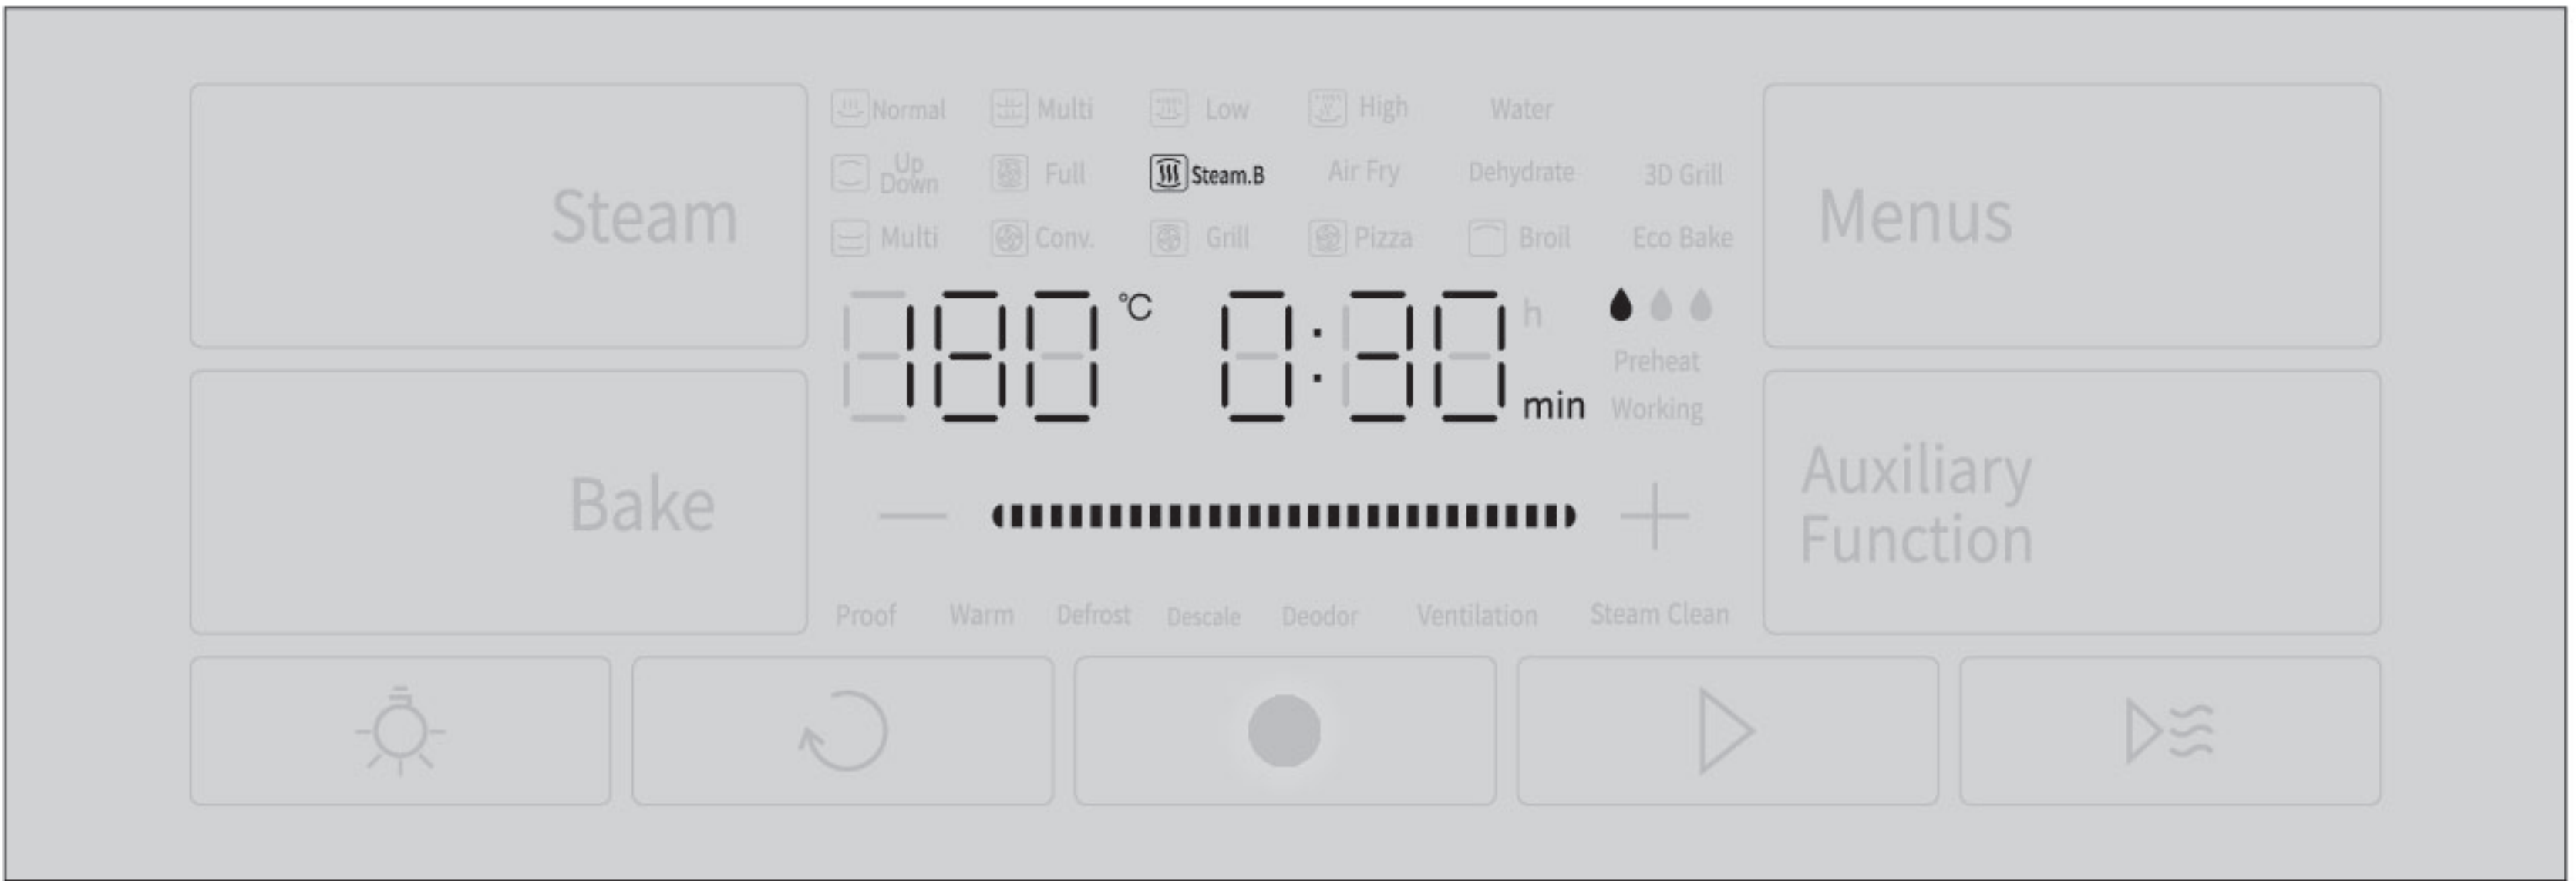 Normal Multi Low High Water
Up Down Full Steam.B Air Fry Dehydrate 3D Grill
Multi Conv. Grill Pizza Broil Eco Bake
Steam
Menus
180 °C 0:30 h min
Preheat
Working
Bake
Auxiliary
Function
Proof Warm Defrost Descale Deodor Ventilation Steam Clean